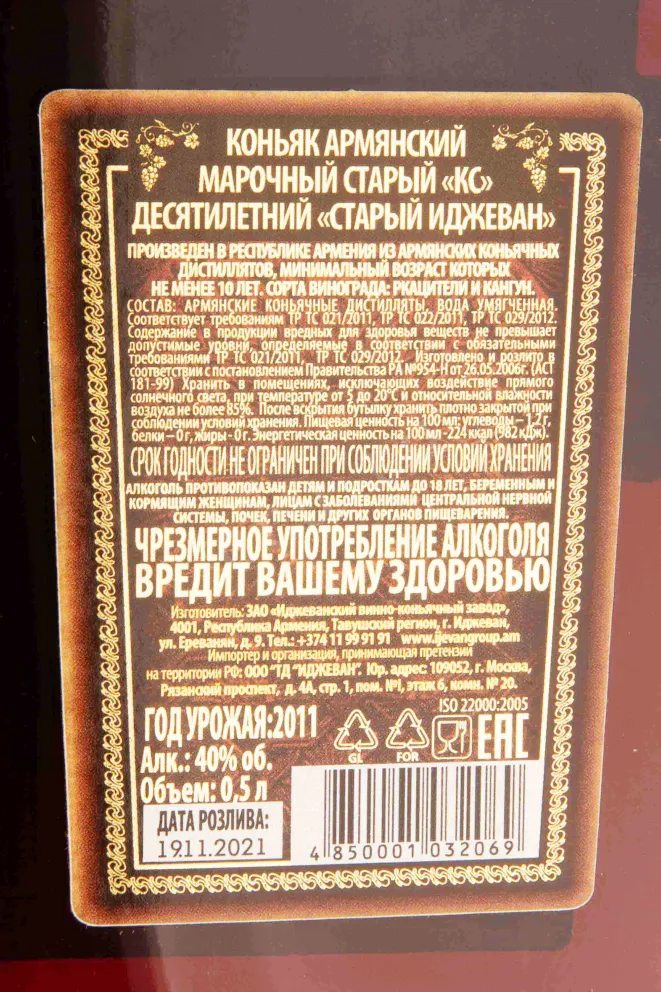 КОНЬЯК АРМЯНСКИЙ
МАРОЧНЫЙ СТАРЫЙ «КС»
ДЕСЯТИЛЕТНИЙ «СТАРЫЙ ИДЖЕВАН»
ПРОИЗВЕДЕН В РЕСПУБЛИКЕ АРМЕНИЯ ИЗ АРМЯНСКИХ КОНЬЯЧНЫХ
ДИСТИЛЛЯТОВ, МИНИМАЛЬНЫЙ ВОЗРАСТ КОТОРЫХ
НЕ МЕНЕЕ 10 ЛЕТ. СОРТА ВИНОГРАДА: РКАЦИТЕЛИ И КАНГУН.
СОСТАВ: АРМЯНСКИЕ КОНЬЯЧНЫЕ ДИСТИЛЛЯТЫ, ВОДА УМЯГЧЕННАЯ.
Соответствует требованиям ТР ТС 021/2011, ТР ТС 022/2011, ТР ТС 029/2012.
Содержание в продукции вредных для здоровья веществ не превышает
допустимые уровни, определяемые в соответствии с обязательными
требованиями ТР ТС 021/2011, ТР ТС 029/2012. Изготовлено и розлито в
соответствии с постановлением Правительства РА №954-Н от 26.05.2006г. (АСТ
181-99) Хранить в помещениях, исключающих воздействие прямого
солнечного света, при температуре от 5 до 20°С и относительной влажности
воздуха не более 85%. После вскрытия бутылку хранить плотно закрытой при
соблюдении условий хранения. Пищевая ценность на 100 мл: углеводы – 1,2 г,
белки – 0 г, жиры - 0 г. Энергетическая ценность на 100 мл -224 ккал (982 кДж).
СРОК ГОДНОСТИ НЕ ОГРАНИЧЕН ПРИ СОБЛЮДЕНИИ УСЛОВИЙ ХРАНЕНИЯ
АЛКОГОЛЬ ПРОТИВОПОКАЗАН ДЕТЯМ И ПОДРОСТКАМ ДО 18 ЛЕТ, БЕРЕМЕННЫМ И
КОРМЯЩИМ ЖЕНЩИНАМ, ЛИЦАМ С ЗАБОЛЕВАНИЯМИ ЦЕНТРАЛЬНОЙ НЕРВНОЙ
СИСТЕМЫ, ПОЧЕК, ПЕЧЕНИ И ДРУГИХ ОРГАНОВ ПИЩЕВАРЕНИЯ.
ЧРЕЗМЕРНОЕ УПОТРЕБЛЕНИЕ АЛКОГОЛЯ
ВРЕДИТ ВАШЕМУ ЗДОРОВЬЮ
Изготовитель: ЗАО «Иджеванский винно-коньячный завод»,
4001, Республика Армения, Тавушский регион, г. Иджеван,
ул. Ереванян, д. 9. Тел.: +374 11 99 91 91 www.ijevangroup.am
Импортер и организация, принимающая претензии
на территории РФ: ООО "ТД "ИДЖЕВАН". Юр. адрес: 109052, г. Москва,
Рязанский проспект, д. 4А, стр. 1, пом. №I, этаж 6, комн. № 20.
ISO 22000:2005
ГОД УРОЖАЯ:2011
GL FOR EAC
Алк.: 40% об.
Объем: 0,5 л
ДАТА РОЗЛИВА:
19.11.2021
4 850001 032069